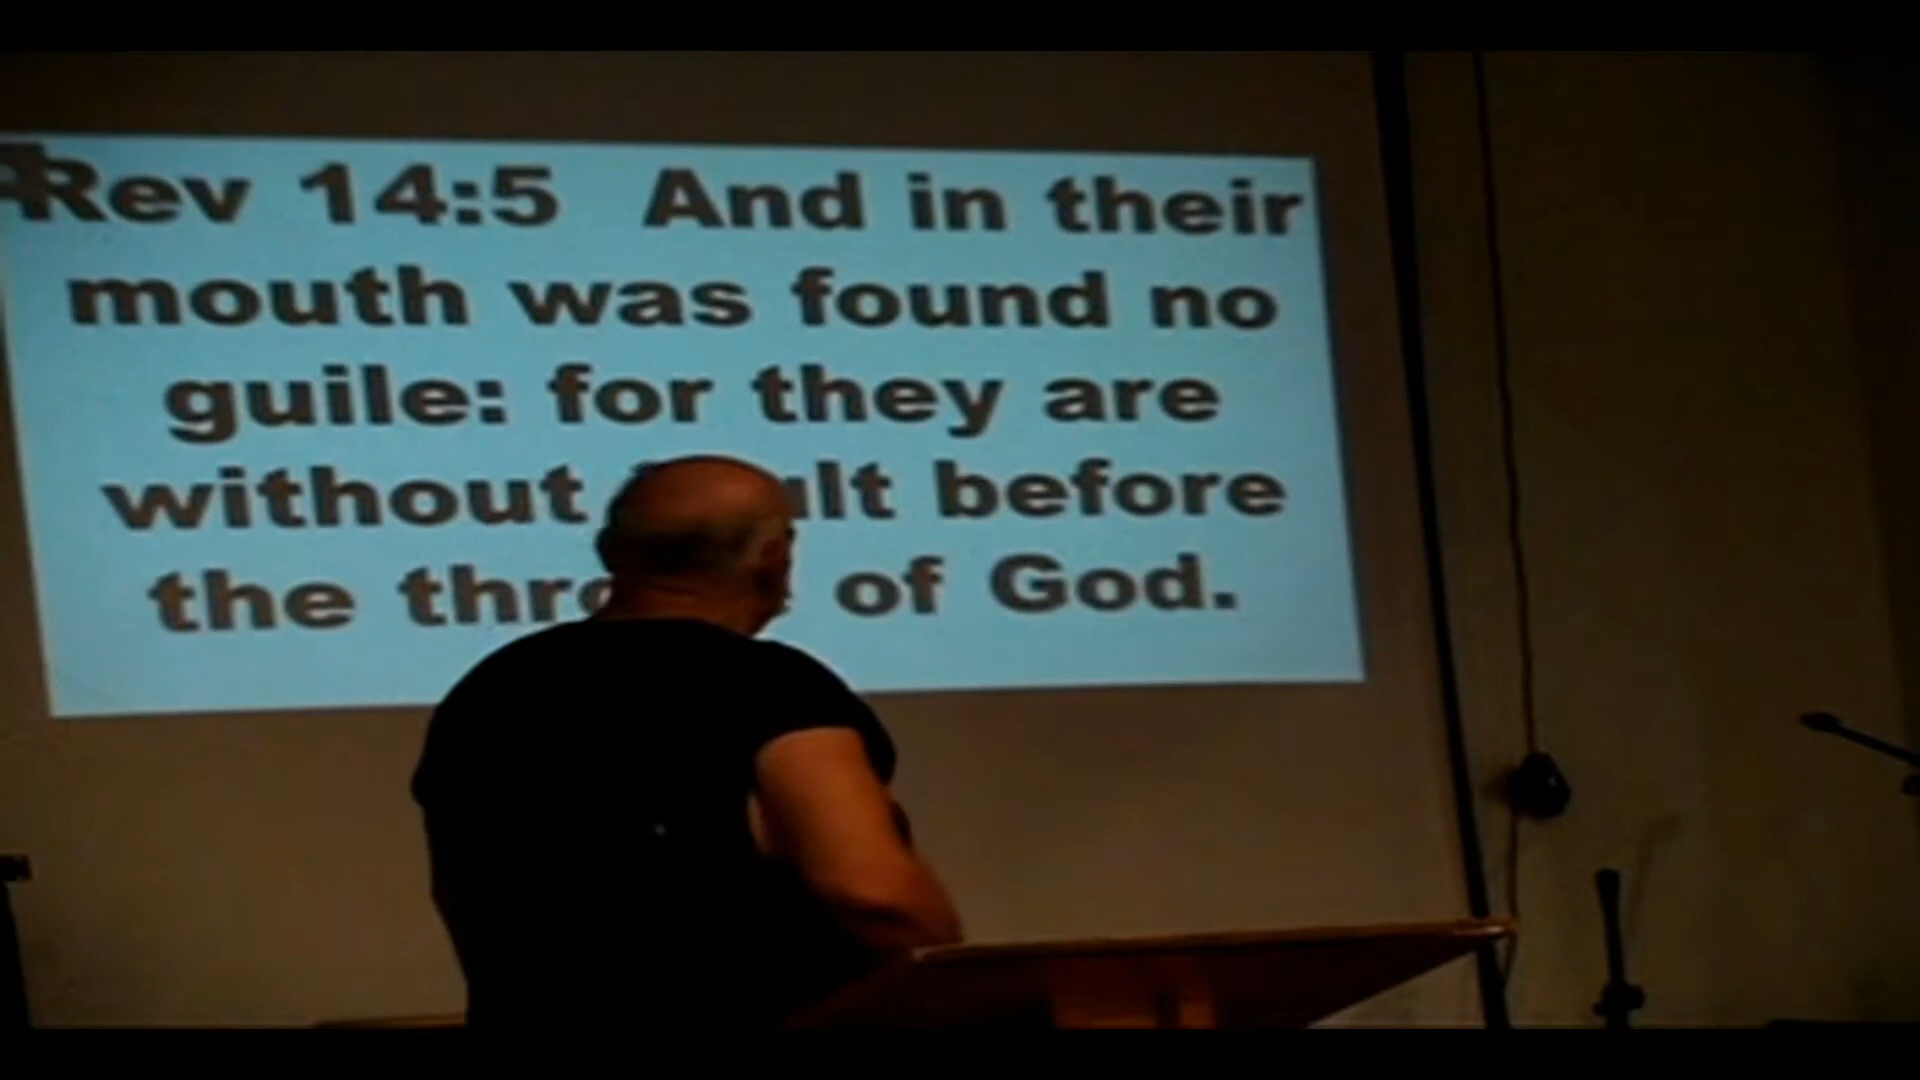 Rev 14:5 And in their
mouth was found no
guile: for they are
without before
the of God.